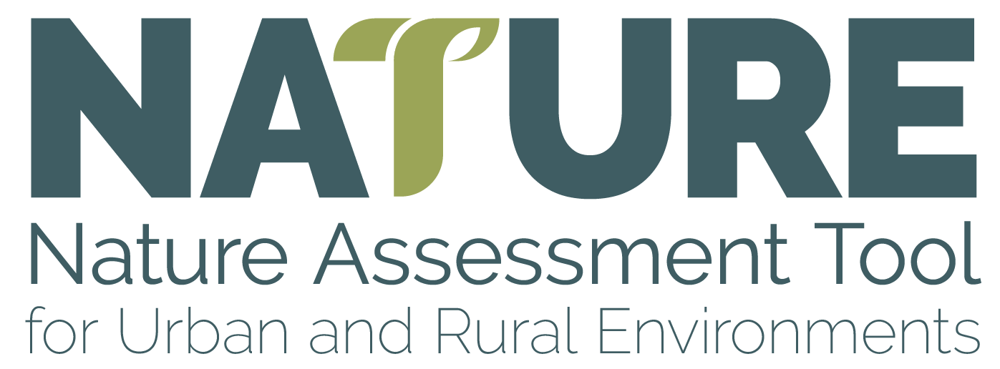 NATURE
Nature Assessment Tool
for Urban and Rural Environments